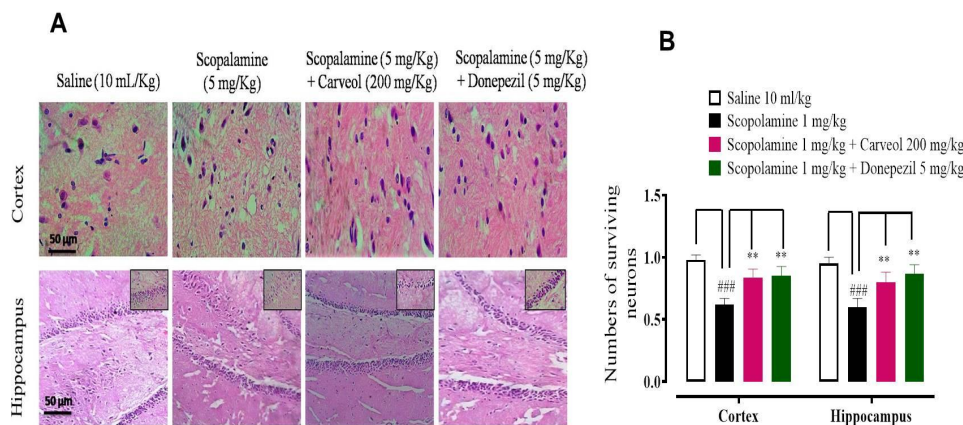 A
Saline (10 mL/Kg)
Scopalamine
(5 mg/Kg)
Scopalamine (5 mg/Kg)
+ Carveol (200 mg/Kg)
Scopalamine (5 mg/Kg)
+ Donepezil (5 mg/Kg)
Cortex
50 µm
Hippocampus
50 µm
B
Saline 10 ml/kg
Scopolamine 1 mg/kg
Scopolamine 1 mg/kg + Carveol 200 mg/kg
Scopolamine 1 mg/kg + Donepezil 5 mg/kg
Numbers of surviving
neurons
1.5
1.0
0.5
0.0
###
**
**
###
**
**
Cortex
Hippocampus